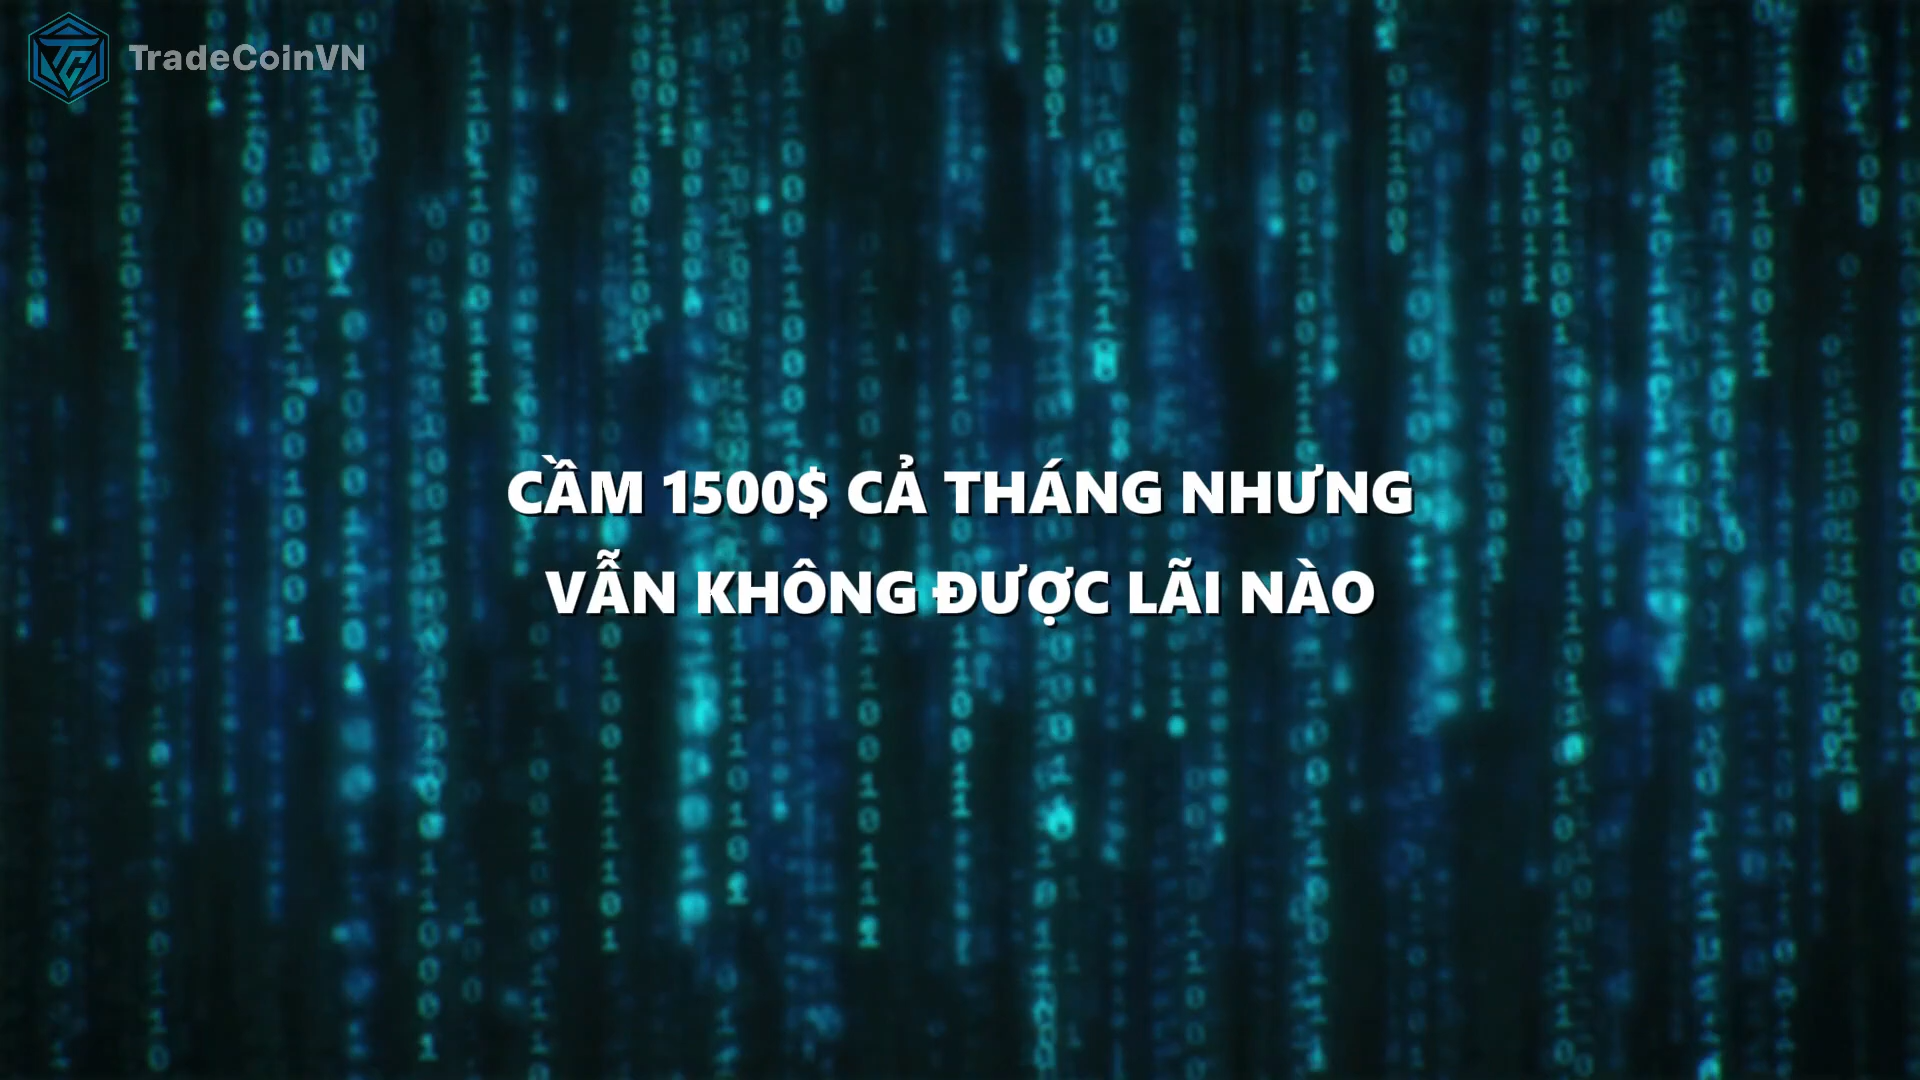 TradeCoinVN
CẦM 1500$ CẢ THÁNG NHƯNG
VẪN KHÔNG ĐƯỢC LÃI NÀO